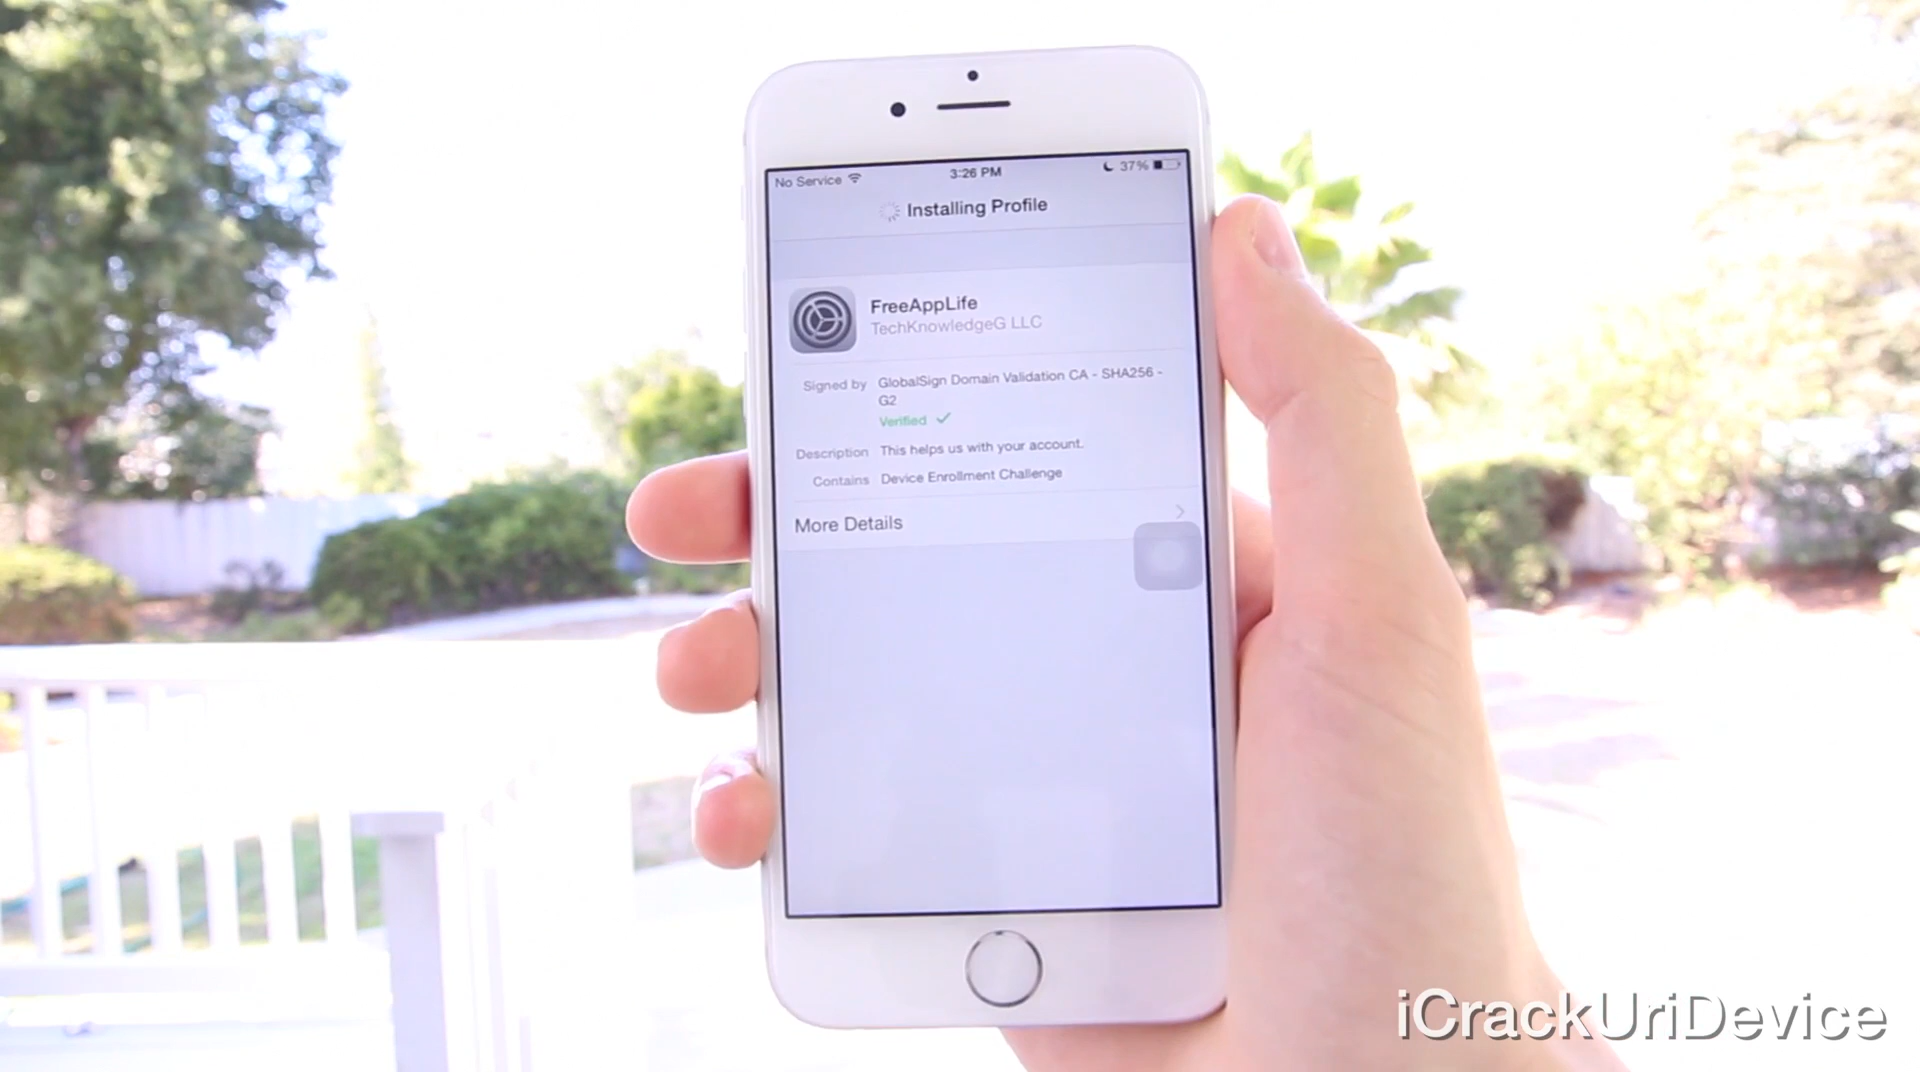 No Service
3:26 PM
37%
Installing Profile
FreeAppLife
TechKnowledgeG LLC
Signed by GlobalSign Domain Validation CA - SHA256 -
G2
Verified
Description This helps us with your account.
Contains Device Enrollment Challenge
More Details
iCrackUriDevice